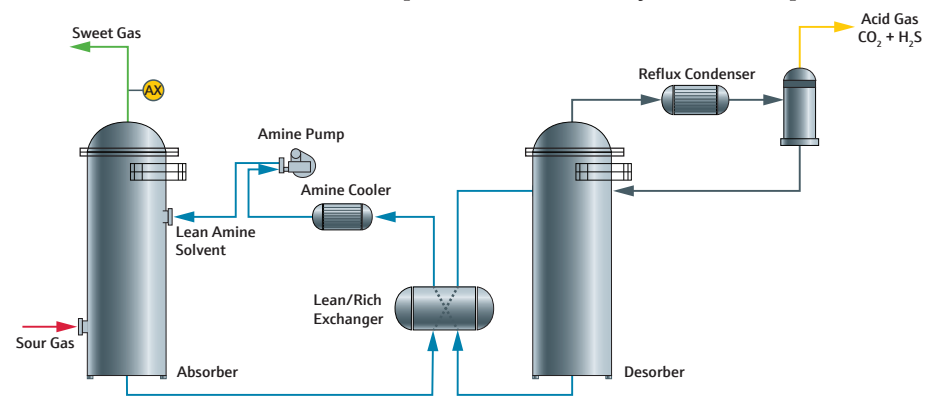 Sweet Gas
AX
Acid Gas
CO₂ + H₂S
Reflux Condenser
Amine Pump
Amine Cooler
Lean Amine
Solvent
Lean/Rich
Exchanger
Sour Gas
Absorber
Desorber